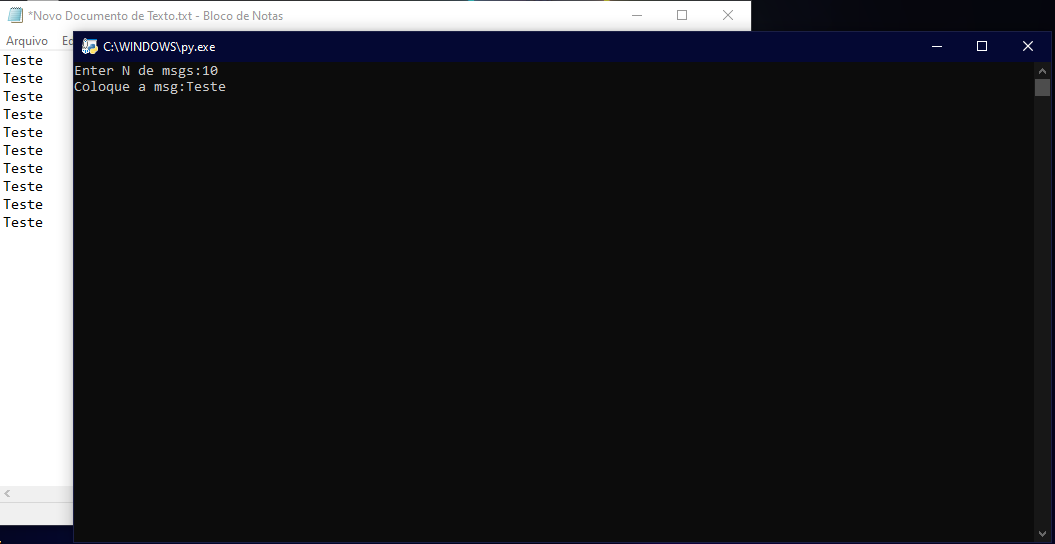 *Novo Documento de Texto.txt - Bloco de Notas
Arquivo
C:\WINDOWS\py.exe
Enter N de msgs:10
Coloque a msg:Teste
Teste
Teste
Teste
Teste
Teste
Teste
Teste
Teste
Teste
Teste